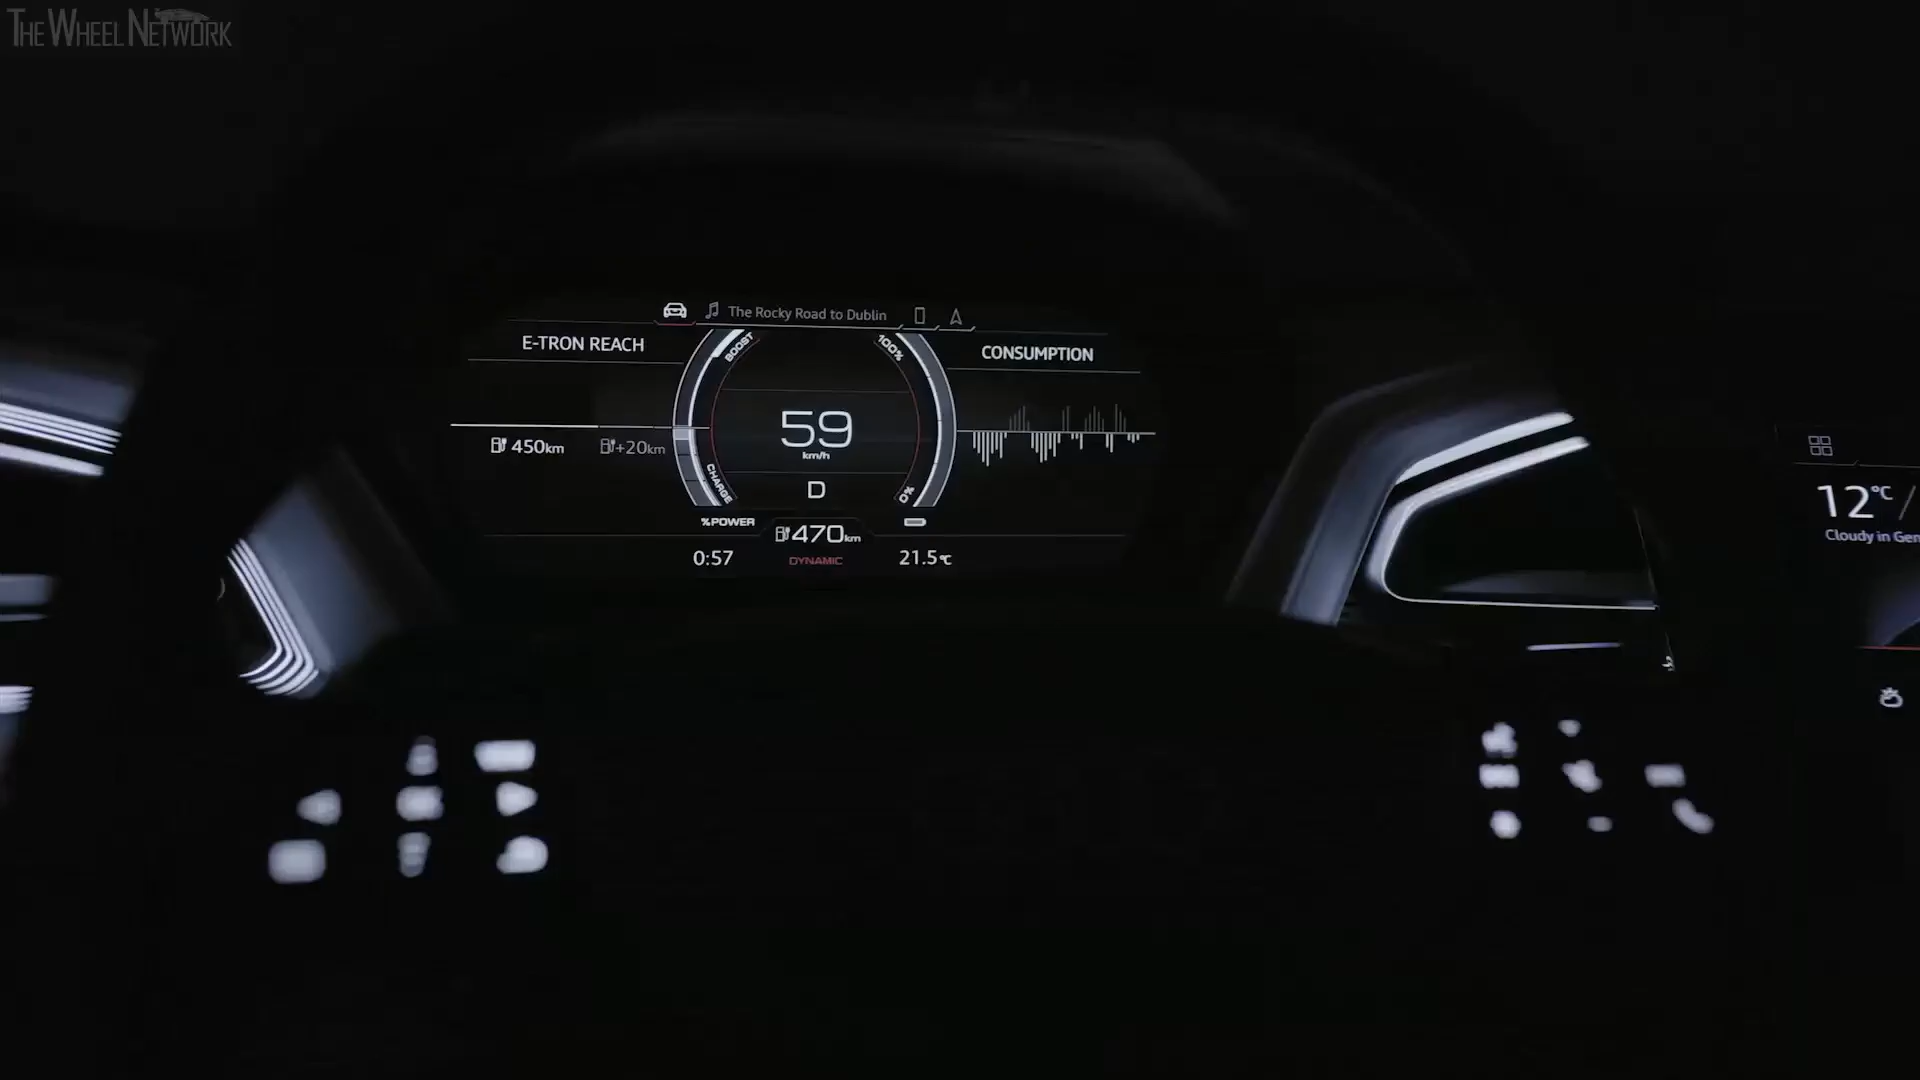 THE WHEEL NETWORK
The Rocky Road to Dublin
E-TRON REACH
BOOST
100%
CONSUMPTION
59
km/h
450km
+20km
CHARGE
0%
D
%POWER
470km
0:57
DYNAMIC
21.5°C
12°C /
Cloudy in Gen